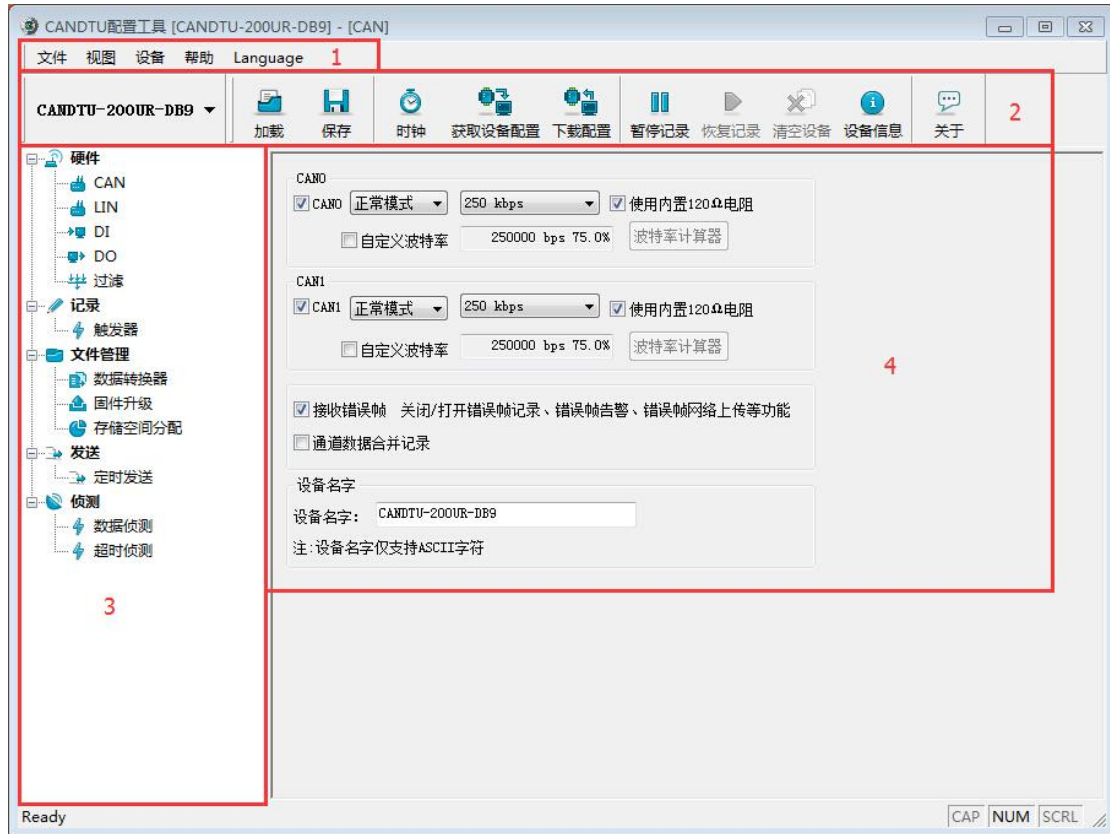 CANDTU配置工具 [CANDTU-200UR-DB9] - [CAN]
文件 视图 设备 帮助 Language 1
CANDTU-200UR-DB9
加载 保存 时钟 获取设备配置 下载配置 暂停记录 恢复记录 清空设备 设备信息 关于 2
硬件
CAN
LIN
DI
DO
过滤
记录
触发器
文件管理
数据转换器
固件升级
存储空间分配
发送
定时发送
侦测
数据侦测
超时侦测
3
CAN0
CAN0 正常模式 250 kbps 使用内置120Ω电阻
自定义波特率 250000 bps 75.0% 波特率计算器
CAN1
CAN1 正常模式 250 kbps 使用内置120Ω电阻
自定义波特率 250000 bps 75.0% 波特率计算器
4
接收错误帧 关闭/打开错误帧记录、错误帧告警、错误帧网络上传等功能
通道数据合并记录
设备名字
设备名字: CANDTU-200UR-DB9
注:设备名字仅支持ASCII字符
Ready CAP NUM SCRL